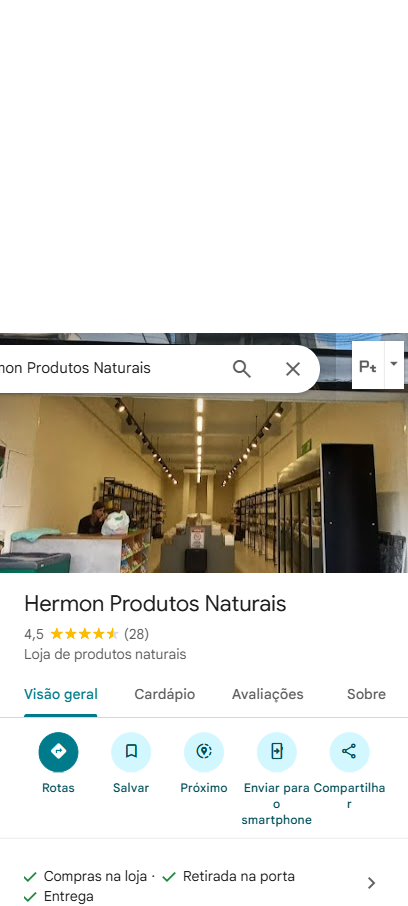 mon Produtos Naturais
Pt
Hermon Produtos Naturais
4,5 (28)
Loja de produtos naturais
Visão geral Cardápio Avaliações Sobre
Rotas Salvar Próximo Enviar para o smartphone Compartilhar
Compras na loja · Retirada na porta
Entrega